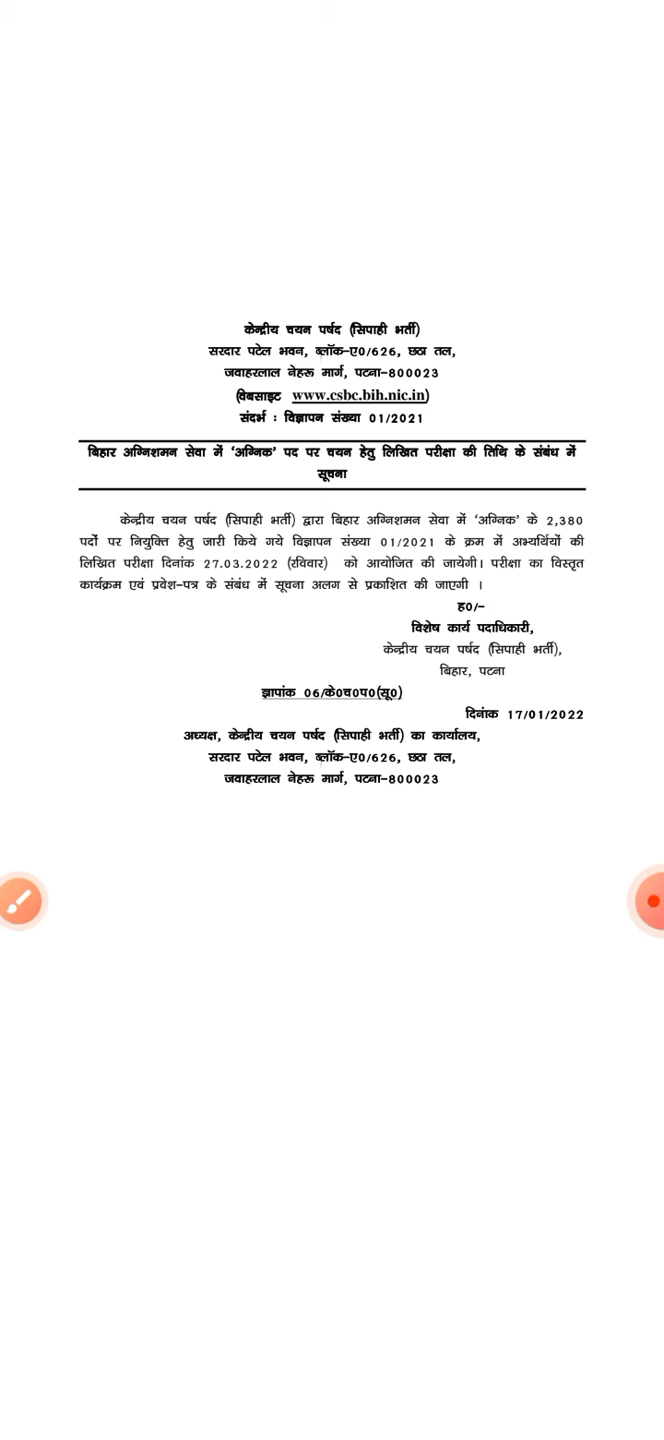 केन्द्रीय चयन पर्षद (सिपाही भर्ती)
सरदार पटेल भवन, ब्लॉक-ए0/626, छठा तल,
जवाहरलाल नेहरू मार्ग, पटना-800023
(वेबसाइट www.csbc.bih.nic.in)
संदर्भ : विज्ञापन संख्या 01/2021
बिहार अग्निशमन सेवा में ‘अग्निक’ पद पर चयन हेतु लिखित परीक्षा की तिथि के संबंध में
सूचना
केन्द्रीय चयन पर्षद (सिपाही भर्ती) द्वारा बिहार अग्निशमन सेवा में ‘अग्निक’ के 2,380
पदों पर नियुक्ति हेतु जारी किये गये विज्ञापन संख्या 01/2021 के क्रम में अभ्यर्थियों की
लिखित परीक्षा दिनांक 27.03.2022 (रविवार) को आयोजित की जायेगी। परीक्षा का विस्तृत
कार्यक्रम एवं प्रवेश-पत्र के संबंध में सूचना अलग से प्रकाशित की जाएगी ।
ह0/-
विशेष कार्य पदाधिकारी,
केन्द्रीय चयन पर्षद (सिपाही भर्ती),
बिहार, पटना
ज्ञापांक 06/के0च0प0(सू0)
दिनांक 17/01/2022
अध्यक्ष, केन्द्रीय चयन पर्षद (सिपाही भर्ती) का कार्यालय,
सरदार पटेल भवन, ब्लॉक-ए0/626, छठा तल,
जवाहरलाल नेहरू मार्ग, पटना-800023